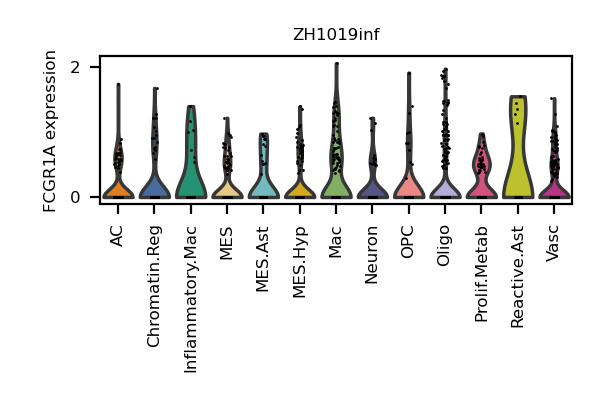 ZH1019inf
FCGR1A expression
2
0
AC
Chromatin.Reg
Inflammatory.Mac
MES
MES.Ast
MES.Hyp
Mac
Neuron
OPC
Oligo
Prolif.Metab
Reactive.Ast
Vasc